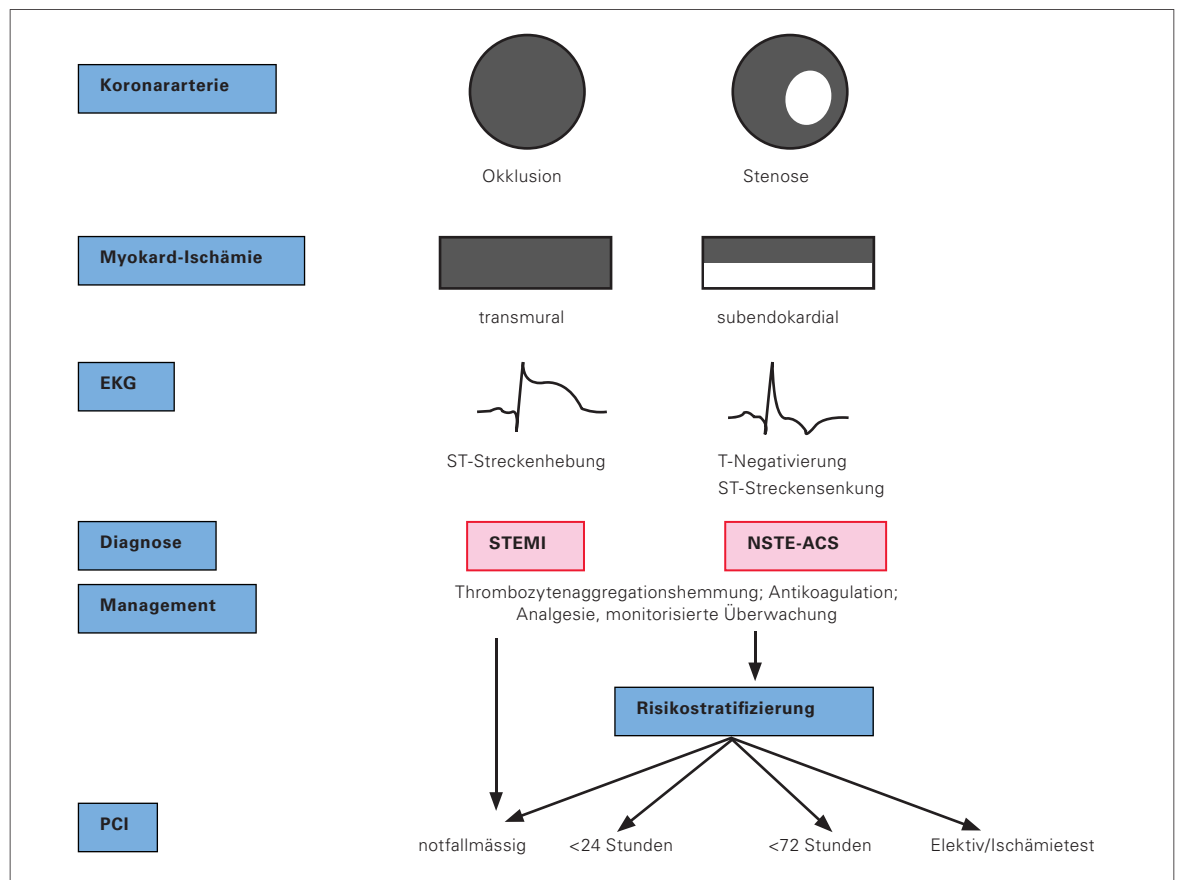 Koronararterie
Okklusion
Stenose
Myokard-Ischämie
transmural
subendokardial
EKG
ST-Streckenhebung
T-Negativierung
ST-Streckensenkung
Diagnose
STEMI
NSTE-ACS
Management
Thrombozytenaggregationshemmung; Antikoagulation;
Analgesie, monitorisierte Überwachung
Risikostratifizierung
PCI
notfallmässig
<24 Stunden
<72 Stunden
Elektiv/Ischämietest